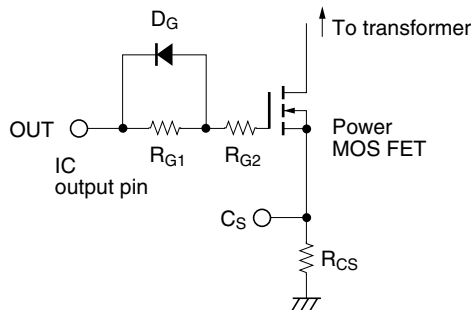 DG
To transformer
OUT
RG1
RG2
Power
MOS FET
IC
output pin
CS
RCS